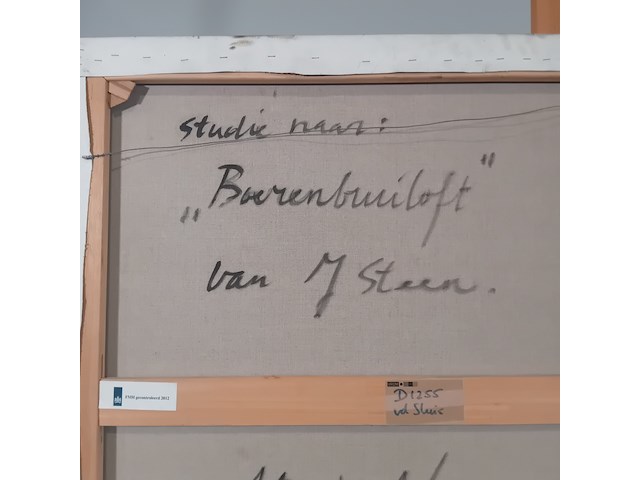 studie naar:
„Boerenbruiloft"
van J Steen.
D1255
vd Sluis